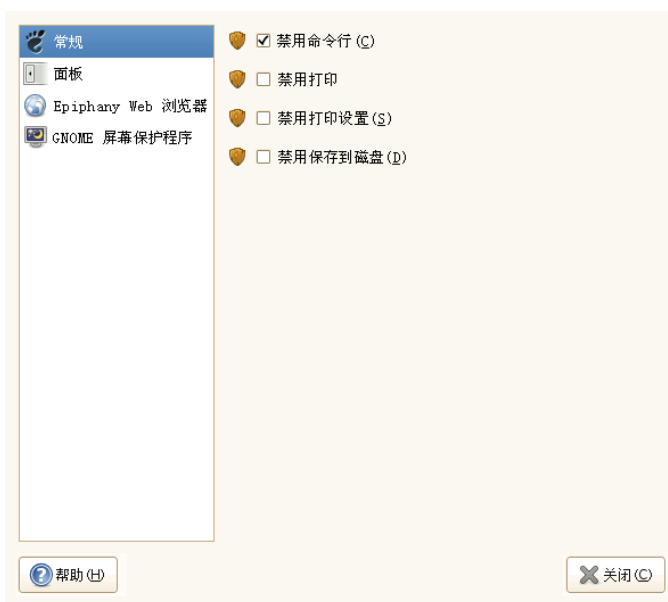 常规
面板
Epiphany Web 浏览器
GNOME 屏幕保护程序
禁用命令行(C)
禁用打印
禁用打印设置(S)
禁用保存到磁盘(D)
帮助(H)
关闭(C)